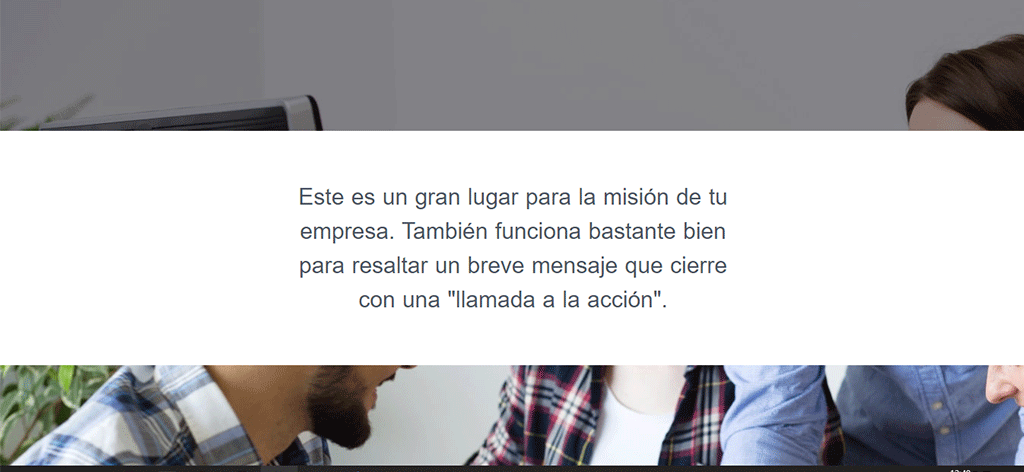 Este es un gran lugar para la misión de tu
empresa. También funciona bastante bien
para resaltar un breve mensaje que cierre
con una "llamada a la acción".